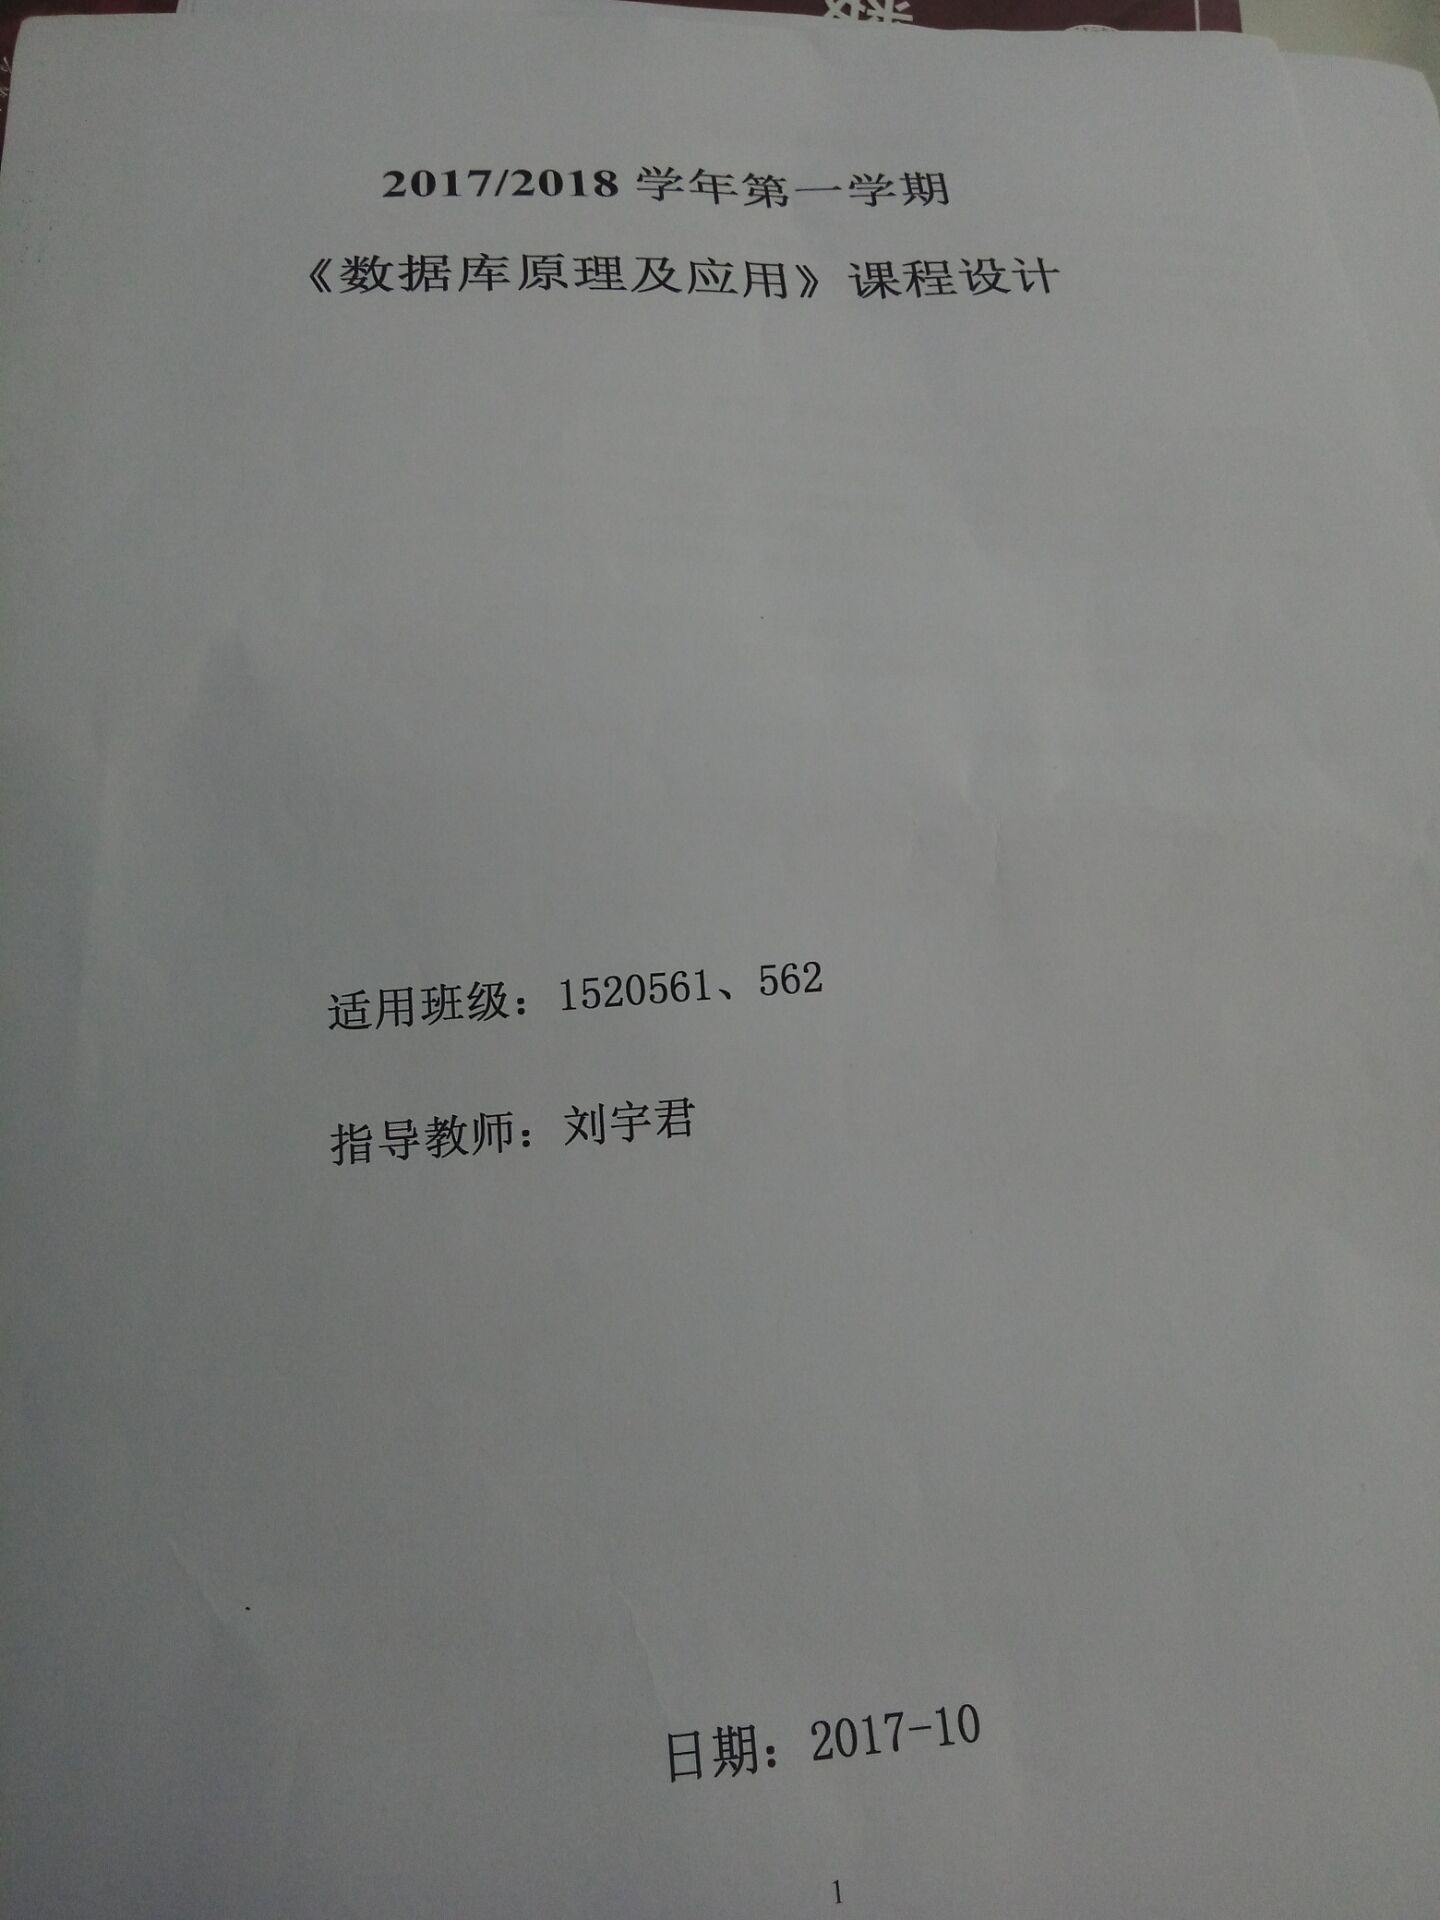 2017/2018 学年第一学期
《数据库原理及应用》课程设计
适用班级：1520561、562
指导教师：刘宇君
日期：2017-10
1